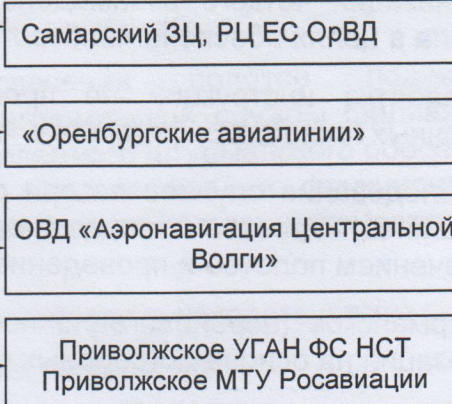 Самарский ЗЦ, РЦ ЕС ОрВД
«Оренбургские авиалинии»
ОВД «Аэронавигация Центральной
Волги»
Приволжское УГАН ФС НСТ
Приволжское МТУ Росавиации